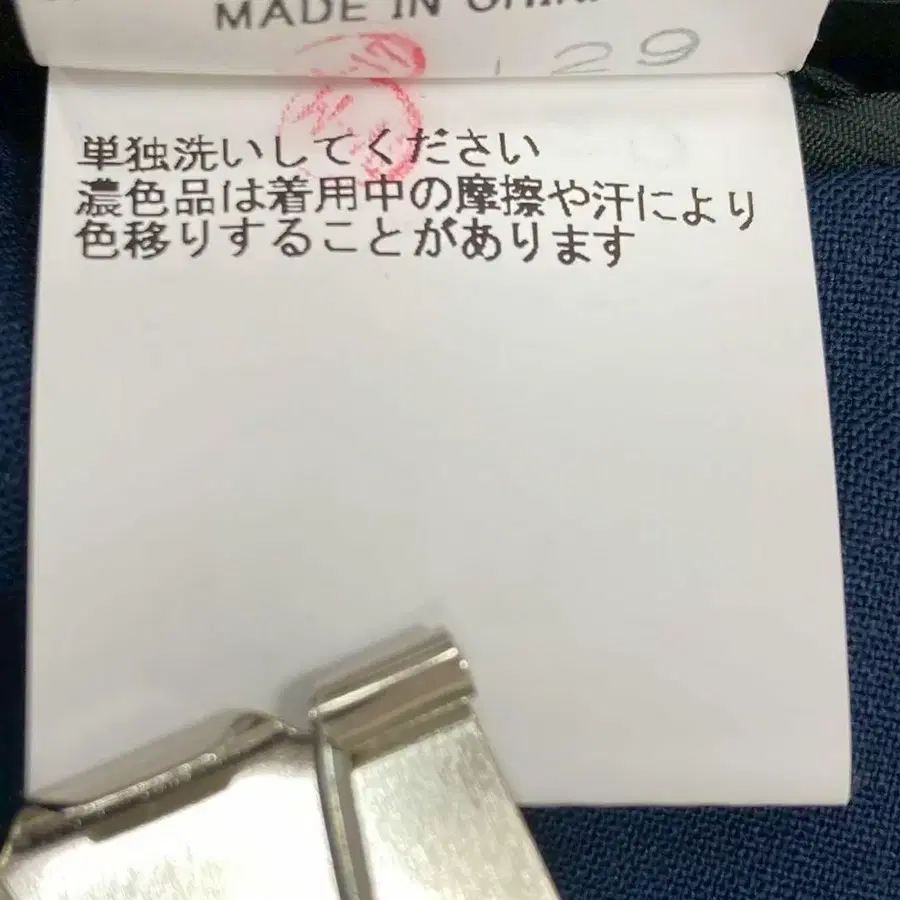 MADE IN CHINA
129
単独洗いしてください
濃色品は着用中の摩擦や汗により
色移りすることがあります